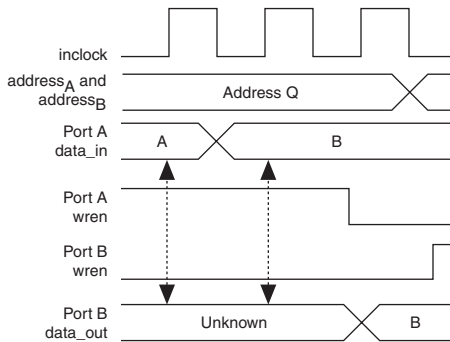 inclock
address_A and
address_B
Address Q
Port A
data_in
A
B
Port A
wren
Port B
wren
Port B
data_out
Unknown
B